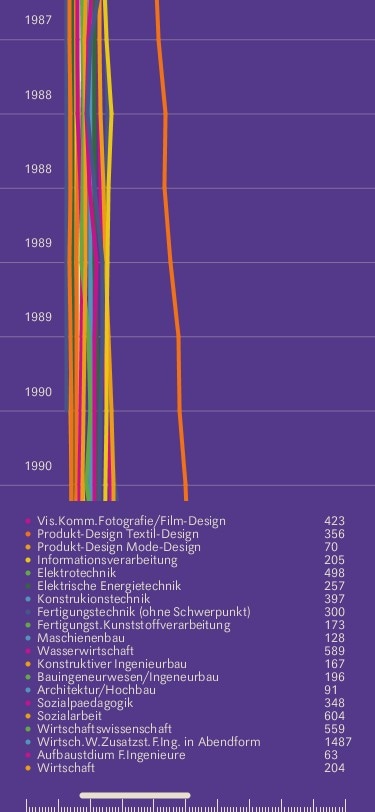 1987
1988
1988
1989
1989
1990
1990
Vis.Komm.Fotografie/Film-Design 423
Produkt-Design Textil-Design 356
Produkt-Design Mode-Design 70
Informationsverarbeitung 205
Elektrotechnik 498
Elektrische Energietechnik 257
Konstrukionstechnik 397
Fertigungstechnik (ohne Schwerpunkt) 300
Fertigungst.Kunststoffverarbeitung 173
Maschienenbau 128
Wasserwirtschaft 589
Konstruktiver Ingenieurbau 167
Bauingeneurwesen/Ingeneurbau 196
Architektur/Hochbau 91
Sozialpaedagogik 348
Sozialarbeit 604
Wirtschaftswissenschaft 559
Wirtsch.W.Zusatzst.F.Ing. in Abendform 1487
Aufbaustdium F.Ingenieure 63
Wirtschaft 204